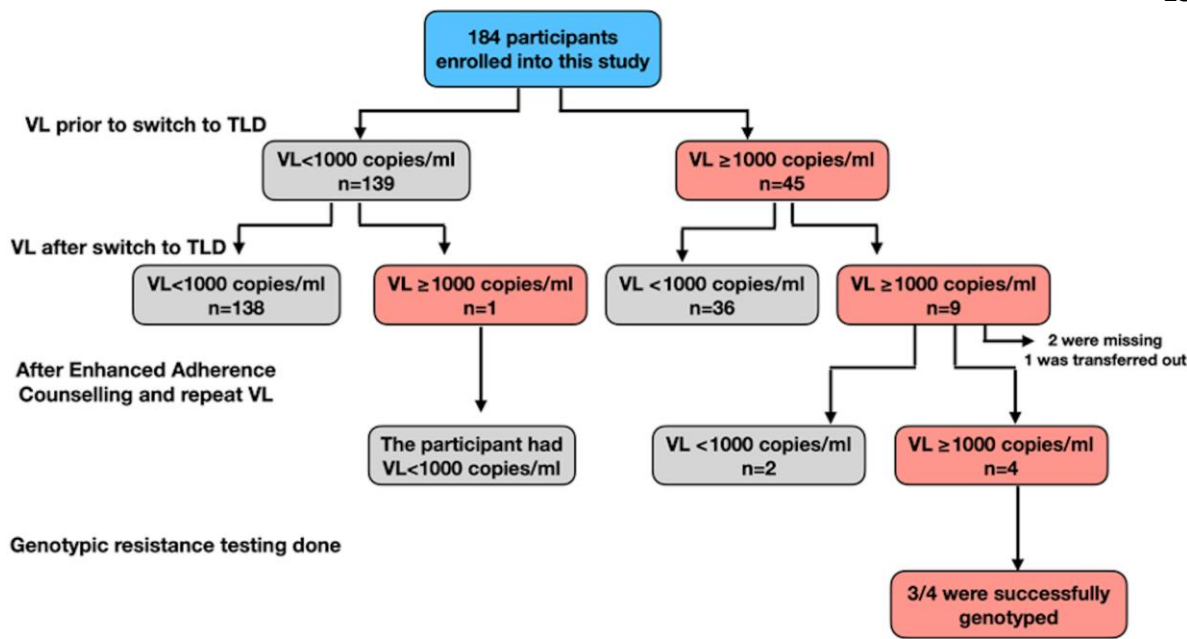 184 participants
enrolled into this study
VL prior to switch to TLD
VL<1000 copies/ml
n=139
VL ≥1000 copies/ml
n=45
VL after switch to TLD
VL<1000 copies/ml
n=138
VL ≥1000 copies/ml
n=1
VL <1000 copies/ml
n=36
VL ≥1000 copies/ml
n=9
2 were missing
1 was transferred out
After Enhanced Adherence
Counselling and repeat VL
The participant had
VL<1000 copies/ml
VL <1000 copies/ml
n=2
VL ≥1000 copies/ml
n=4
Genotypic resistance testing done
3/4 were successfully
genotyped